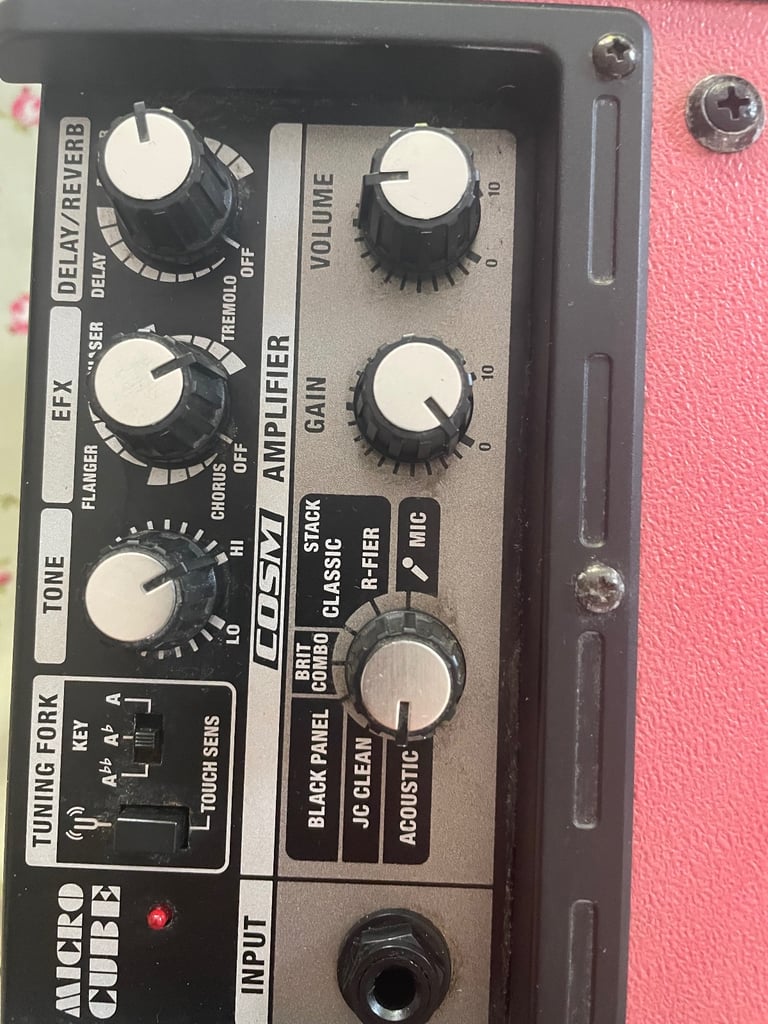 MICRO
CUBE
TUNING FORK
KEY
A♭♭ A♭ A
TOUCH SENS
TONE
LO HI
EFX
FLANGER
CHORUS
OFF
TREMOLO
DELAY/REVERB
DELAY
OFF
INPUT
COSM AMPLIFIER
BLACK PANEL
JC CLEAN
ACOUSTIC
BRIT
COMBO
CLASSIC
STACK
R-FIER
MIC
GAIN
0 10
VOLUME
0 10